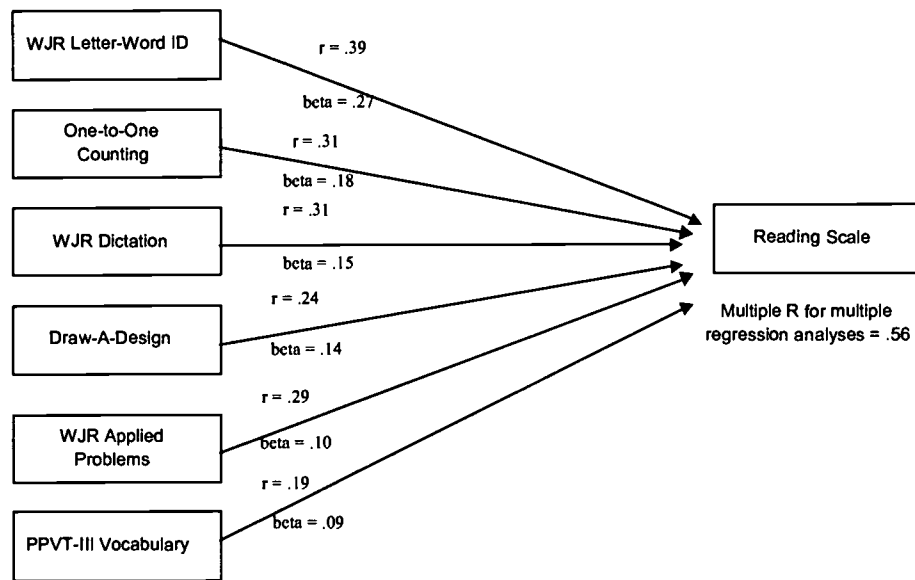 WJR Letter-Word ID
r = .39
beta = .27
One-to-One
Counting
r = .31
beta = .18
WJR Dictation
r = .31
beta = .15
Draw-A-Design
r = .24
beta = .14
WJR Applied
Problems
r = .29
beta = .10
PPVT-III Vocabulary
r = .19
beta = .09
Reading Scale
Multiple R for multiple
regression analyses = .56